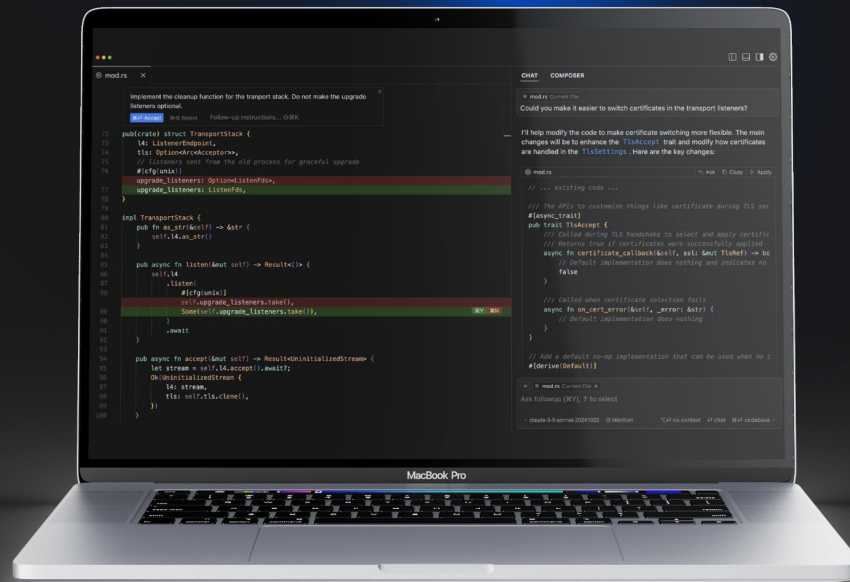 mod.rs ×
Implement the cleanup function for the tranport stack. Do not make the upgrade
listeners optional.
Accept Reject Follow-up instructions... ⇧⌘K
72 pub(crate) struct TransportStack {
73 l4: ListenerEndpoint,
74 tls: Option<Arc<Acceptor>>,
75 // listeners sent from the old process for graceful upgrade
76 #[cfg(unix)]
upgrade_listeners: Option<ListenFds>,
77 upgrade_listeners: ListenFds,
78 }
79
80 impl TransportStack {
81 pub fn as_str(&self) -> &str {
82 self.l4.as_str()
83 }
84
85 pub async fn listen(&mut self) -> Result<()> {
86 self.l4
87 .listen(
88 #[cfg(unix)]
self.upgrade_listeners.take(),
89 Some(self.upgrade_listeners.take()), ⌘Y ⌘N
90 )
91 .await
92 }
93
94 pub async fn accept(&mut self) -> Result<UninitializedStream> {
95 let stream = self.l4.accept().await?;
96 Ok(UninitializedStream {
97 l4: stream,
98 tls: self.tls.clone(),
99 })
100 }
CHAT COMPOSER
mod.rs Current File
Could you make it easier to switch certificates in the transport listeners?
I'll help modify the code to make certificate switching more flexible. The main
changes will be to enhance the TlsAccept trait and modify how certificates
are handled in the TlsSettings. Here are the key changes:
mod.rs Ask Copy Apply
// ... existing code ...
/// The APIs to customize things like certificate during TLS ser
#[async_trait]
pub trait TlsAccept {
/// Called during TLS handshake to select and apply certific
/// Returns true if certificates were successfully applied
async fn certificate_callback(&self, ssl: &mut TlsRef) -> bo
// Default implementation does nothing and indicates no
false
}
/// Called when certificate selection fails
async fn on_cert_error(&self, _error: &str) {
// Default implementation does nothing
}
}
// Add a default no-op implementation that can be used when no c
#[derive(Default)]
+ mod.rs Current File ×
Ask followup (⌘Y), ↑ to select
claude-3-5-sonnet-20241022 @ Mention no context chat codebase
MacBook Pro